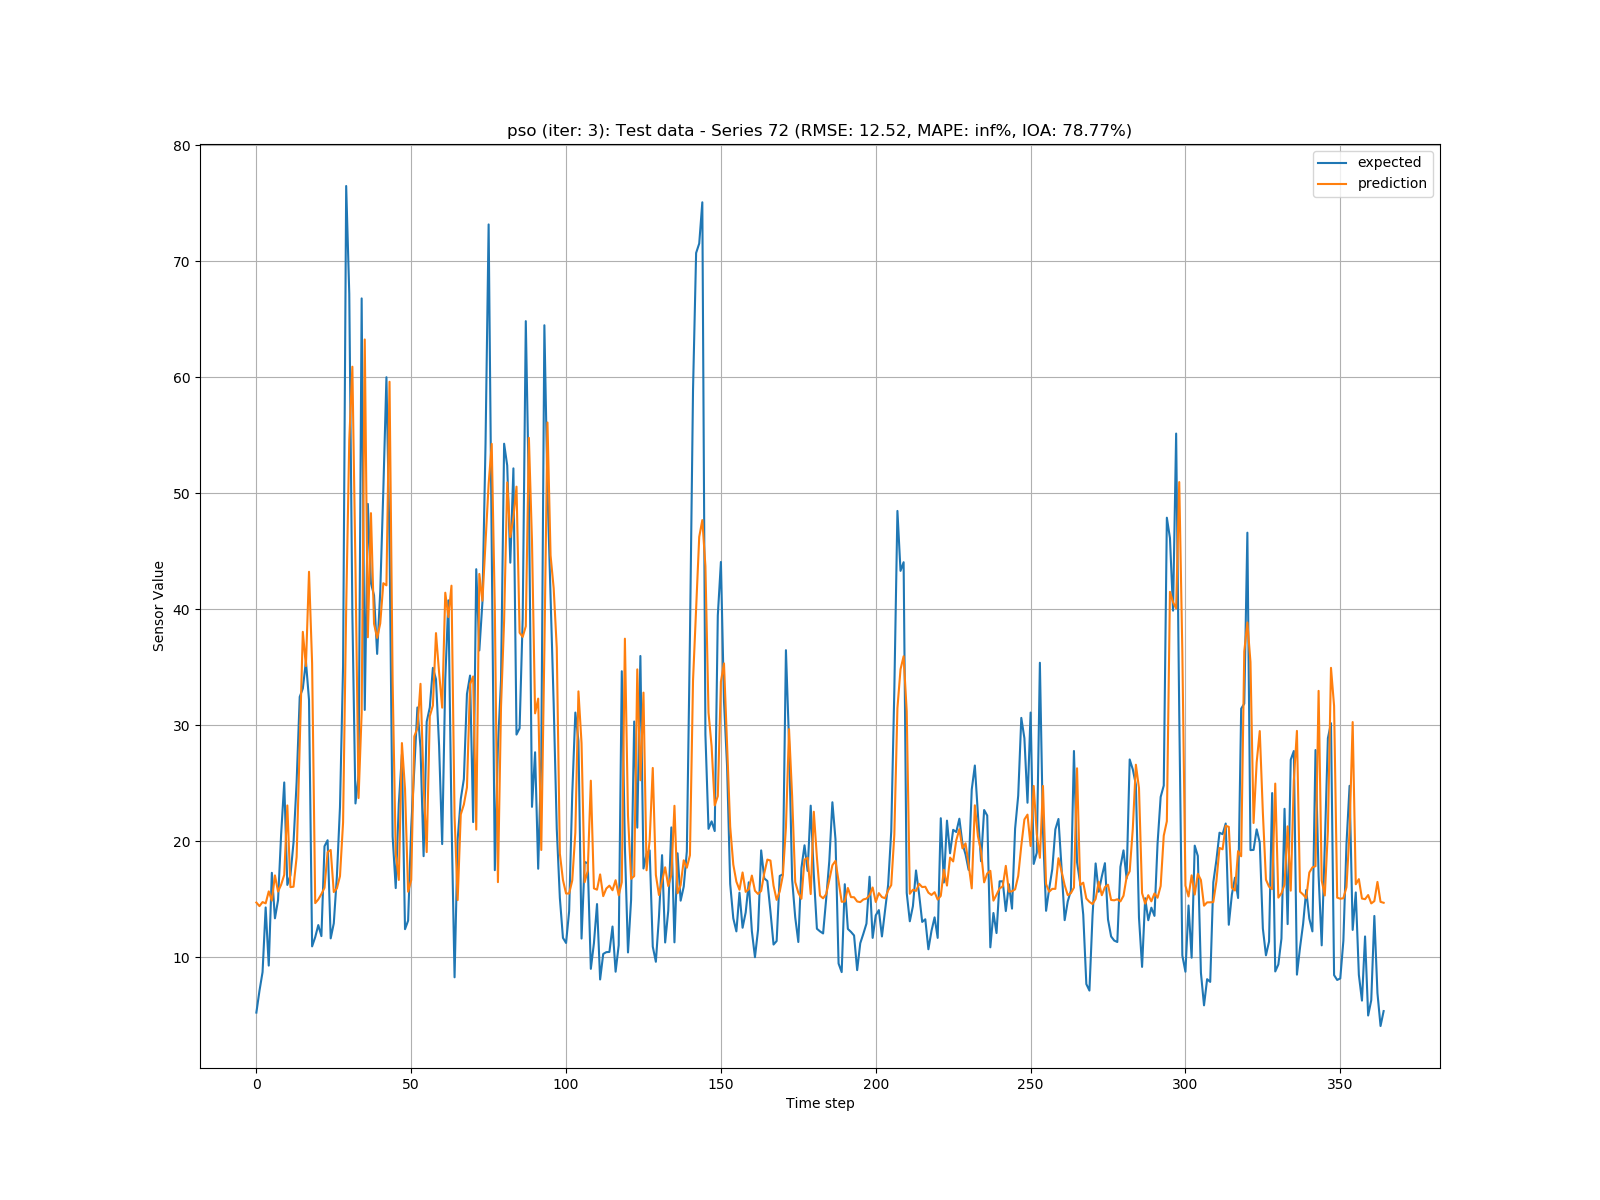 pso (iter: 3): Test data - Series 72 (RMSE: 12.52, MAPE: inf%, IOA: 78.77%)
expected
prediction
80
70
60
50
40
30
20
10
Sensor Value
0 50 100 150 200 250 300 350
Time step